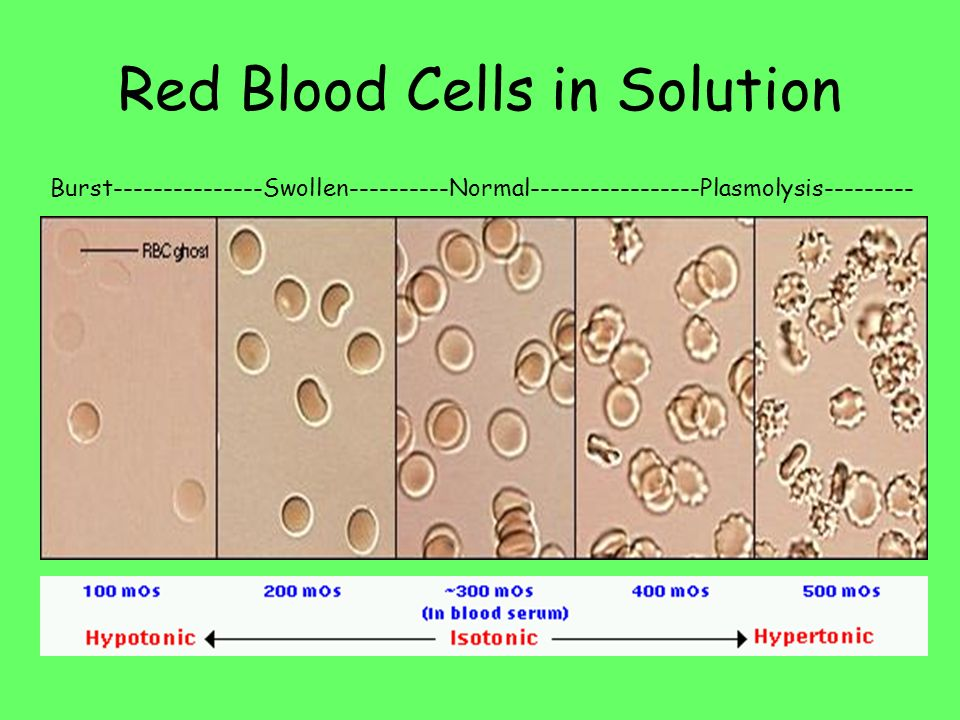 Red Blood Cells in Solution
Burst---------------Swollen----------Normal-----------------Plasmolysis---------
RBC ghost
100 mOs 200 mOs ~300 mOs 400 mOs 500 mOs
(In blood serum)
Hypotonic Isotonic Hypertonic